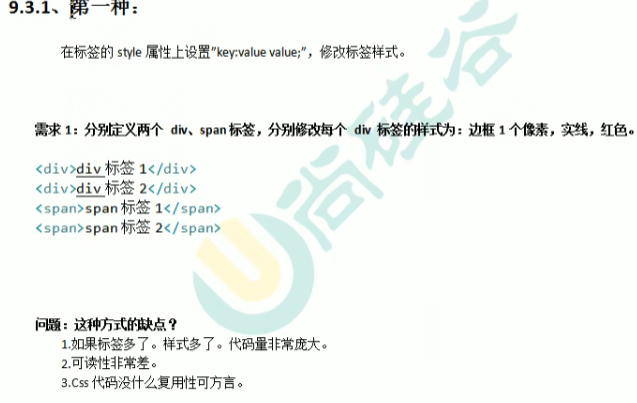 9.3.1、第一种：
在标签的 style 属性上设置"key:value value;"，修改标签样式。
需求 1：分别定义两个 div、span 标签，分别修改每个 div 标签的样式为：边框 1 个像素，实线，红色。
<div>div 标签 1</div>
<div>div 标签 2</div>
<span>span 标签 1</span>
<span>span 标签 2</span>
尚硅谷
问题：这种方式的缺点？
1.如果标签多了。样式多了。代码量非常庞大。
2.可读性非常差。
3.Css 代码没什么复用性可方言。